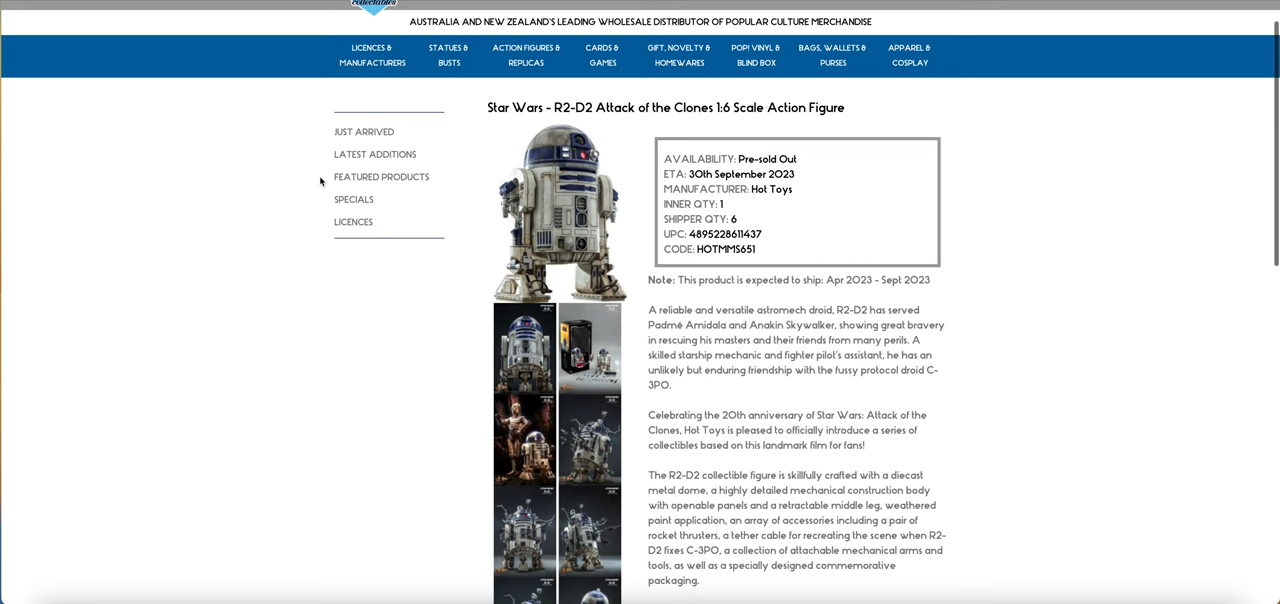 collectables
AUSTRALIA AND NEW ZEALAND'S LEADING WHOLESALE DISTRIBUTOR OF POPULAR CULTURE MERCHANDISE
LICENCES &
MANUFACTURERS
STATUES &
BUSTS
ACTION FIGURES &
REPLICAS
CARDS &
GAMES
GIFT, NOVELTY &
HOMEWARES
POP! VINYL &
BLIND BOX
BAGS, WALLETS &
PURSES
APPAREL &
COSPLAY
JUST ARRIVED
LATEST ADDITIONS
FEATURED PRODUCTS
SPECIALS
LICENCES
Star Wars - R2-D2 Attack of the Clones 1:6 Scale Action Figure
AVAILABILITY: Pre-sold Out
ETA: 30th September 2023
MANUFACTURER: Hot Toys
INNER QTY: 1
SHIPPER QTY: 6
UPC: 4895228611437
CODE: HOTMMS651
Note: This product is expected to ship: Apr 2023 - Sept 2023
A reliable and versatile astromech droid, R2-D2 has served
Padmé Amidala and Anakin Skywalker, showing great bravery
in rescuing his masters and their friends from many perils. A
skilled starship mechanic and fighter pilot's assistant, he has an
unlikely but enduring friendship with the fussy protocol droid C-
3PO.
Celebrating the 20th anniversary of Star Wars: Attack of the
Clones, Hot Toys is pleased to officially introduce a series of
collectibles based on this landmark film for fans!
The R2-D2 collectible figure is skillfully crafted with a diecast
metal dome, a highly detailed mechanical construction body
with openable panels and a retractable middle leg, weathered
paint application, an array of accessories including a pair of
rocket thrusters, a tether cable for recreating the scene when R2-
D2 fixes C-3PO, a collection of attachable mechanical arms and
tools, as well as a specially designed commemorative
packaging.